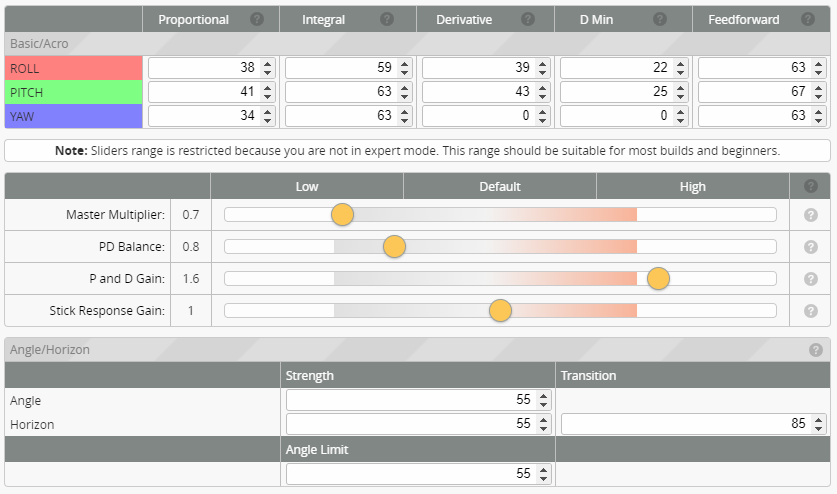 Proportional ? Integral ? Derivative ? D Min ? Feedforward ?
Basic/Acro
ROLL 38 59 39 22 63
PITCH 41 63 43 25 67
YAW 34 63 0 0 63
Note: Sliders range is restricted because you are not in expert mode. This range should be suitable for most builds and beginners.
Low Default High ?
Master Multiplier: 0.7 ?
PD Balance: 0.8 ?
P and D Gain: 1.6 ?
Stick Response Gain: 1 ?
Angle/Horizon ?
Strength Transition
Angle 55
Horizon 55 85
Angle Limit
55